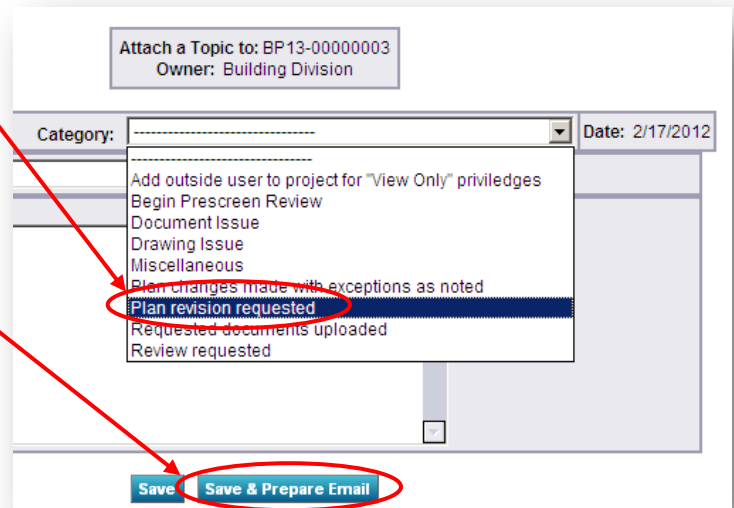 Attach a Topic to: BP13-00000003
Owner: Building Division
Category: -------------------------------- Date: 2/17/2012
--------------------------------
Add outside user to project for "View Only" priviledges
Begin Prescreen Review
Document Issue
Drawing Issue
Miscellaneous
Plan changes made with exceptions as noted
Plan revision requested
Requested documents uploaded
Review requested
Save Save & Prepare Email